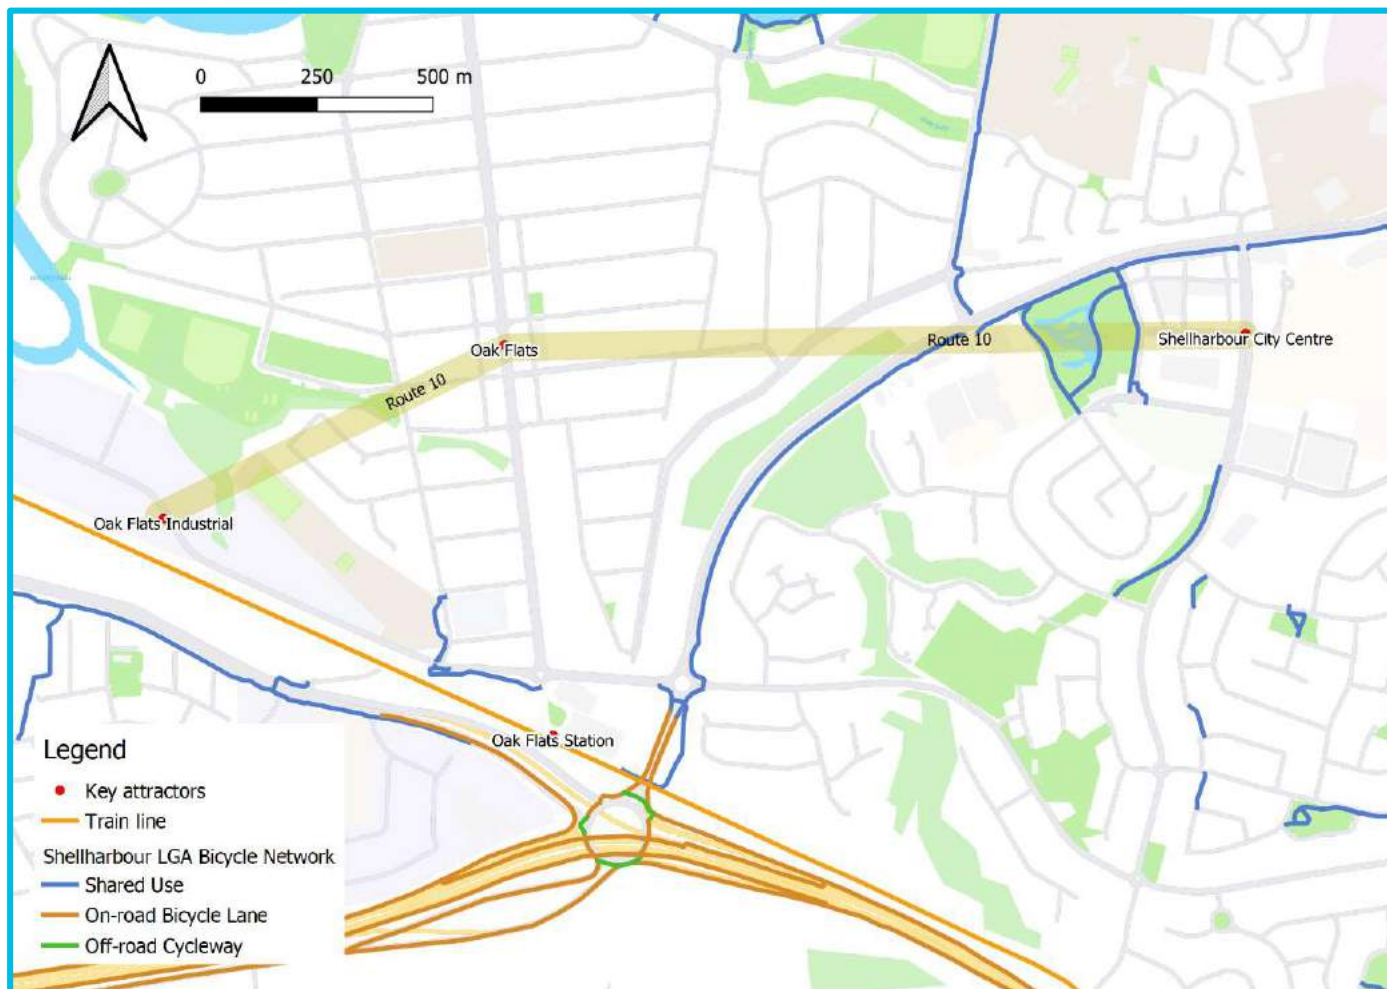 0 250 500 m
Oak Flats
Route 10
Shellharbour City Centre
Route 10
Oak Flats Industrial
Oak Flats Station
Legend
Key attractors
Train line
Shellharbour LGA Bicycle Network
Shared Use
On-road Bicycle Lane
Off-road Cycleway